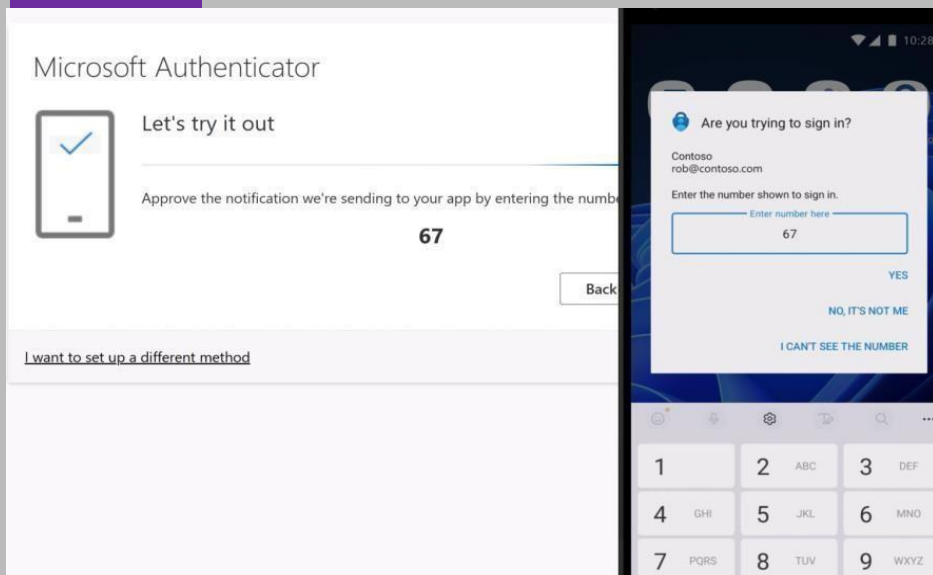 Microsoft Authenticator
Let's try it out
Approve the notification we're sending to your app by entering the
67
Back
I want to set up a different method
10:28
Are you trying to sign in?
Contoso
rob@contoso.com
Enter the number shown to sign in.
Enter number here
67
YES
NO, IT'S NOT ME
I CAN'T SEE THE NUMBER
1
2 ABC
3 DEF
4 GHI
5 JKL
6 MNO
7 PQRS
8 TUV
9 WXYZ